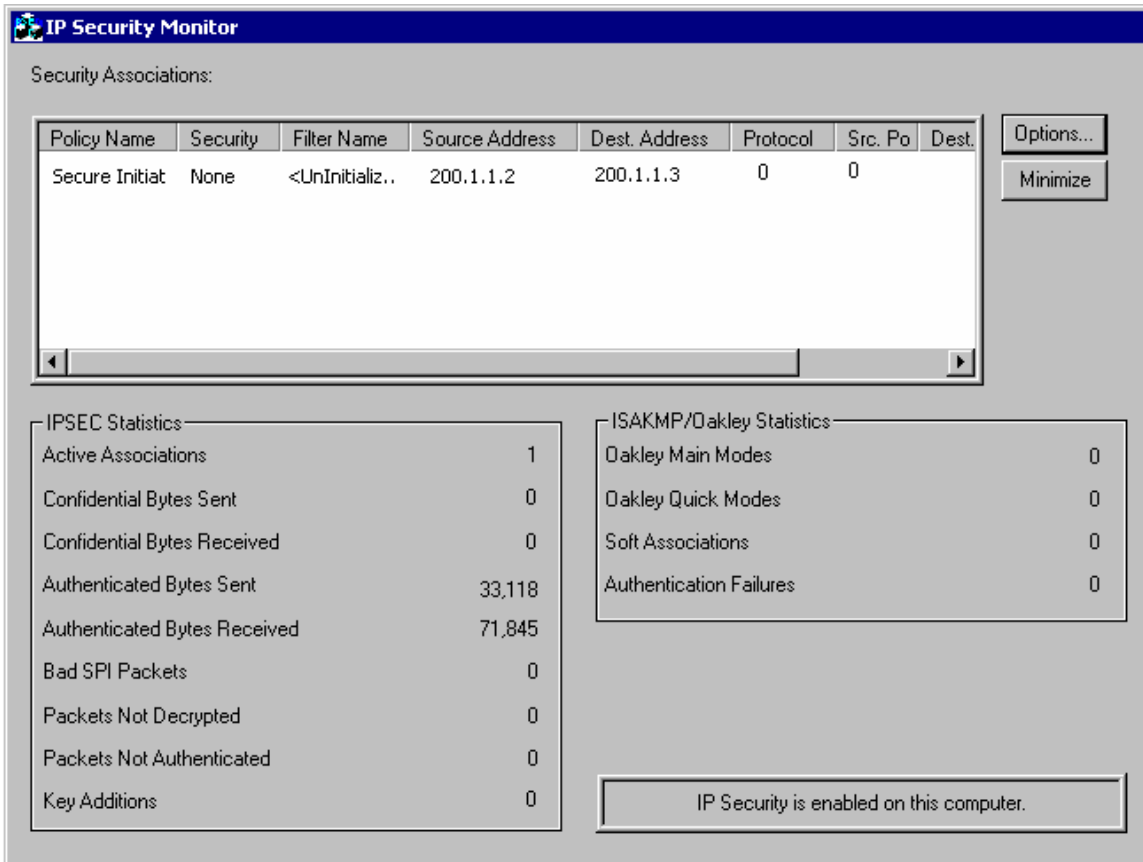 IP Security Monitor
Security Associations:
Policy Name Security Filter Name Source Address Dest. Address Protocol Src. Po Dest.
Secure Initiat None <UnInitializ.. 200.1.1.2 200.1.1.3 0 0
Options...
Minimize
IPSEC Statistics
Active Associations 1
Confidential Bytes Sent 0
Confidential Bytes Received 0
Authenticated Bytes Sent 33,118
Authenticated Bytes Received 71,845
Bad SPI Packets 0
Packets Not Decrypted 0
Packets Not Authenticated 0
Key Additions 0
ISAKMP/Oakley Statistics
Oakley Main Modes 0
Oakley Quick Modes 0
Soft Associations 0
Authentication Failures 0
IP Security is enabled on this computer.